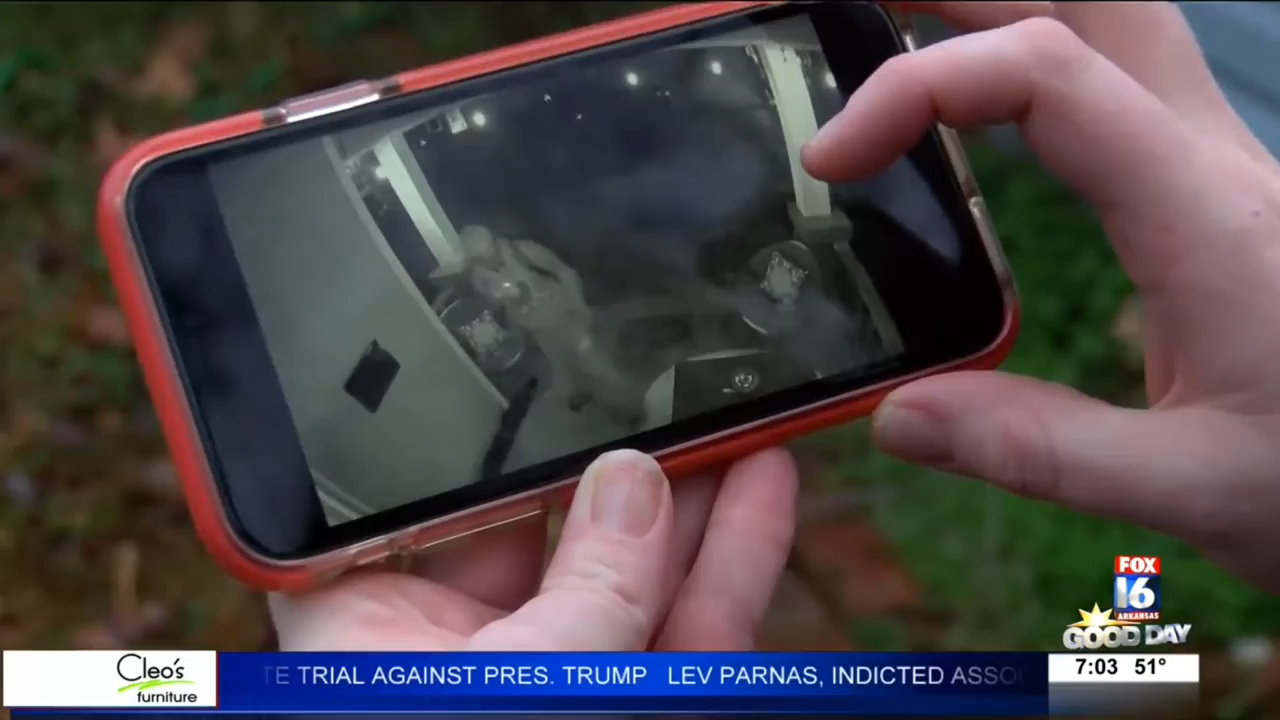 FOX
16
ARKANSAS
GOOD DAY
Cleo's
furniture
TE TRIAL AGAINST PRES. TRUMP LEV PARNAS, INDICTED ASSO
7:03 51°